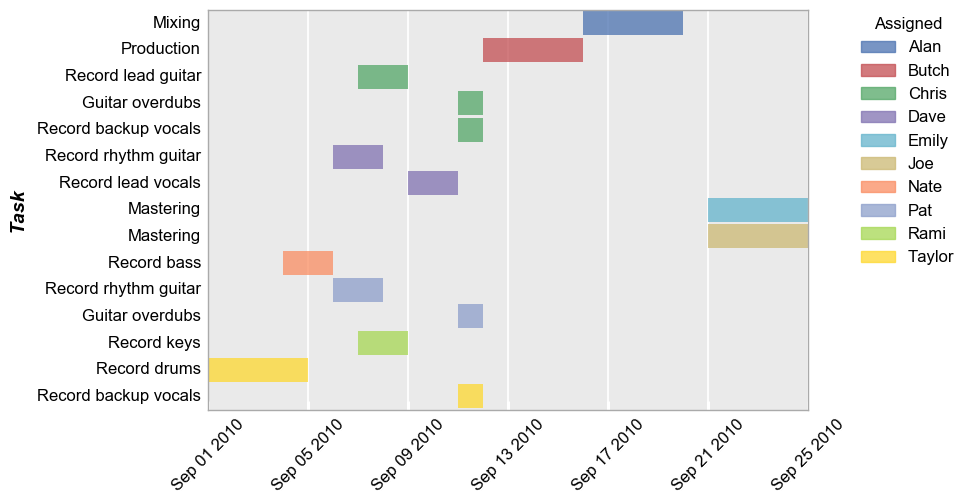 Task
Mixing
Production
Record lead guitar
Guitar overdubs
Record backup vocals
Record rhythm guitar
Record lead vocals
Mastering
Mastering
Record bass
Record rhythm guitar
Guitar overdubs
Record keys
Record drums
Record backup vocals
Sep 01 2010
Sep 05 2010
Sep 09 2010
Sep 13 2010
Sep 17 2010
Sep 21 2010
Sep 25 2010
Assigned
Alan
Butch
Chris
Dave
Emily
Joe
Nate
Pat
Rami
Taylor